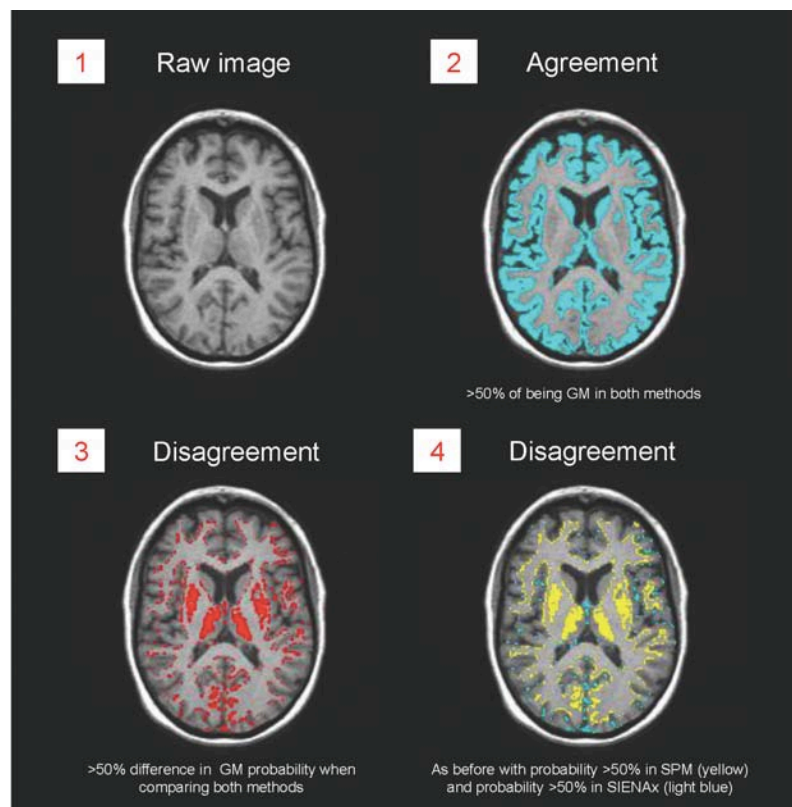 1 Raw image
2 Agreement
>50% of being GM in both methods
3 Disagreement
4 Disagreement
>50% difference in GM probability when
comparing both methods
As before with probability >50% in SPM (yellow)
and probability >50% in SIENAx (light blue)